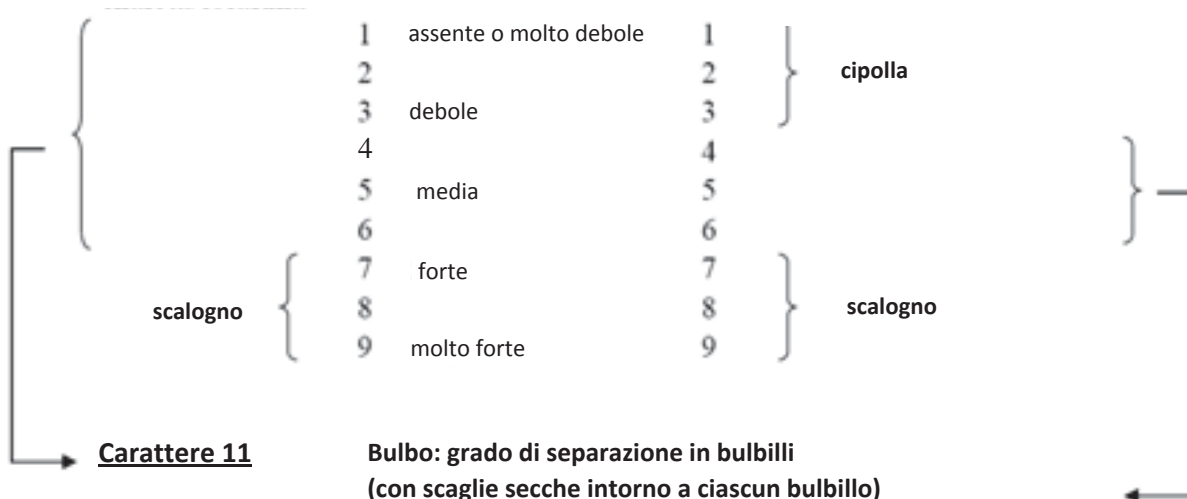 1 assente o molto debole 1
2 2 cipolla
3 debole 3
4 4
5 media 5
6 6
7 forte 7
scalogno 8 8 scalogno
9 molto forte 9
Carattere 11 Bulbo: grado di separazione in bulbilli
(con scaglie secche intorno a ciascun bulbillo)